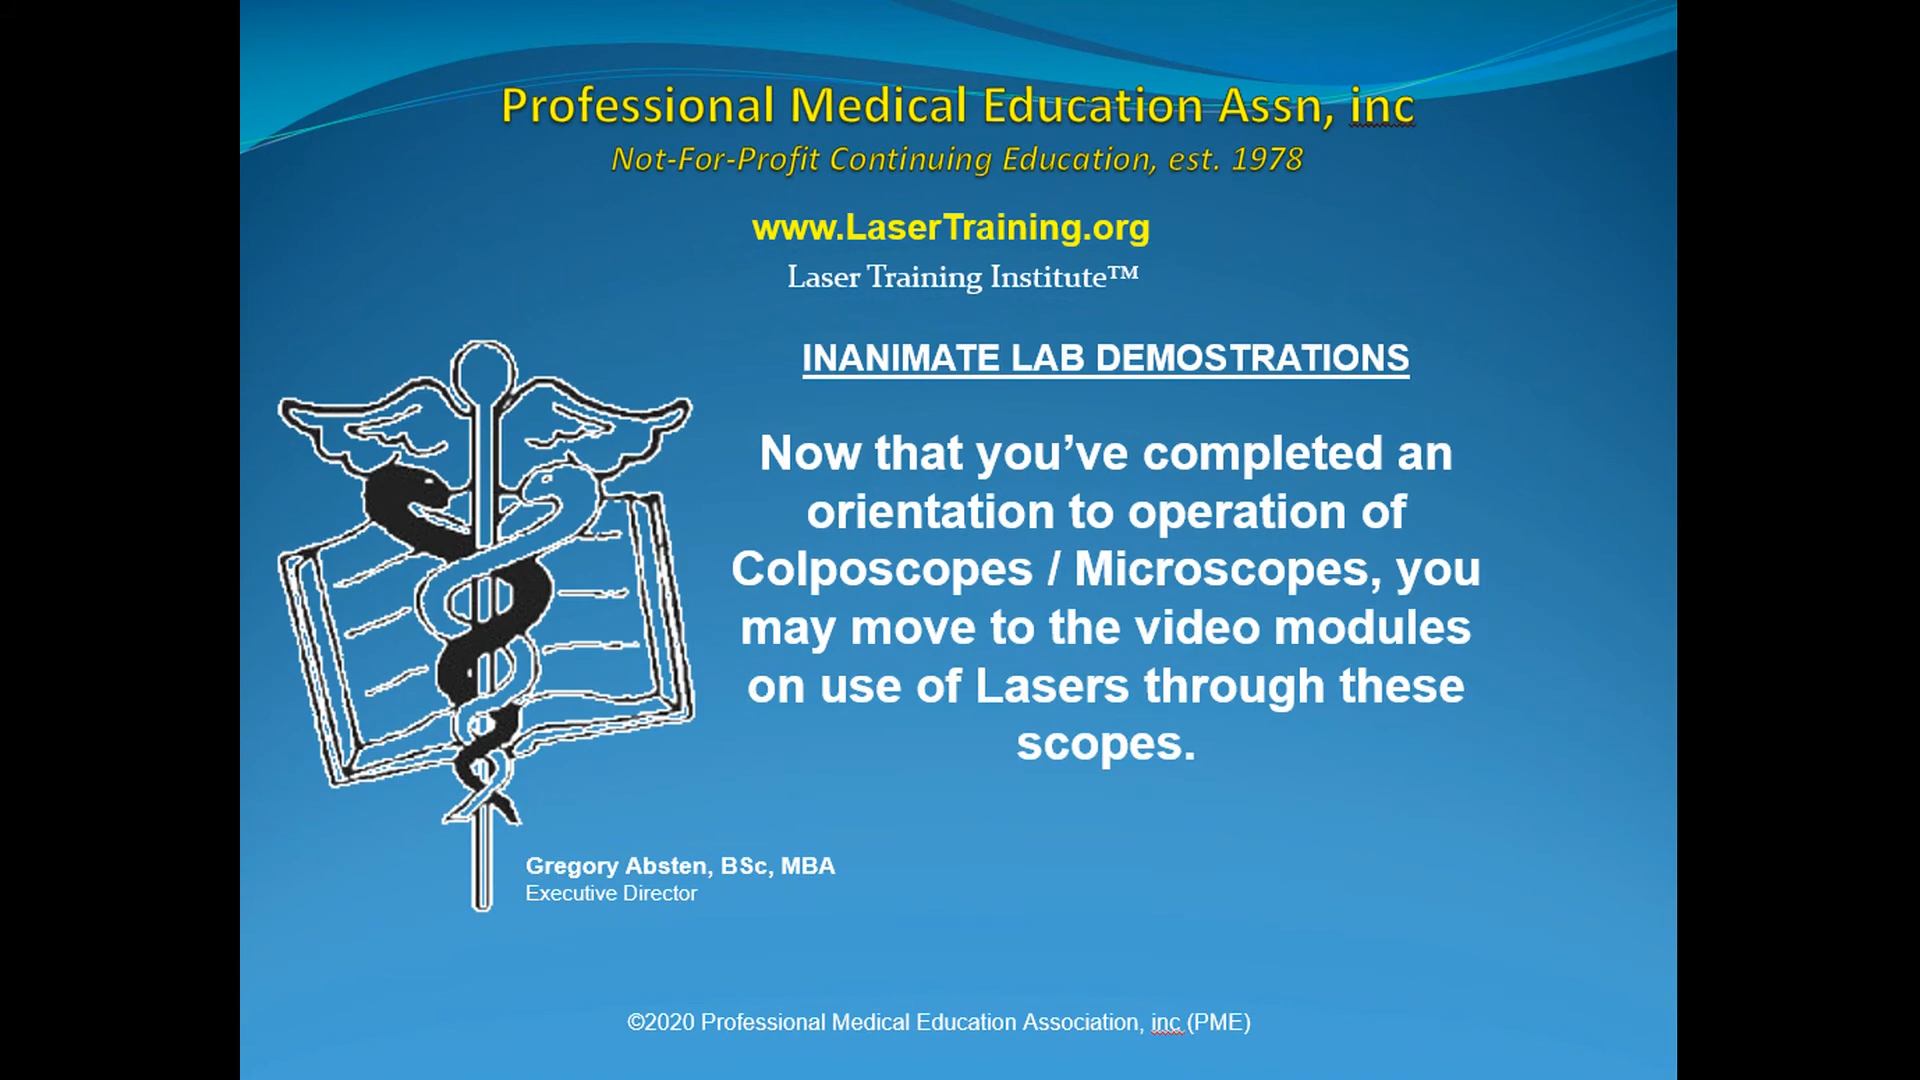 Professional Medical Education Assn, inc
Not-For-Profit Continuing Education, est. 1978
www.LaserTraining.org
Laser Training Institute™
INANIMATE LAB DEMOSTRATIONS
Now that you’ve completed an
orientation to operation of
Colposcopes / Microscopes, you
may move to the video modules
on use of Lasers through these
scopes.
Gregory Absten, BSc, MBA
Executive Director
©2020 Professional Medical Education Association, inc (PME)